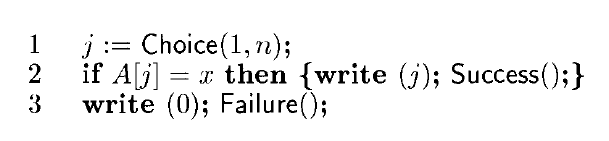 1 j := Choice(1, n);
2 if A[j] = x then {write (j); Success();}
3 write (0); Failure();